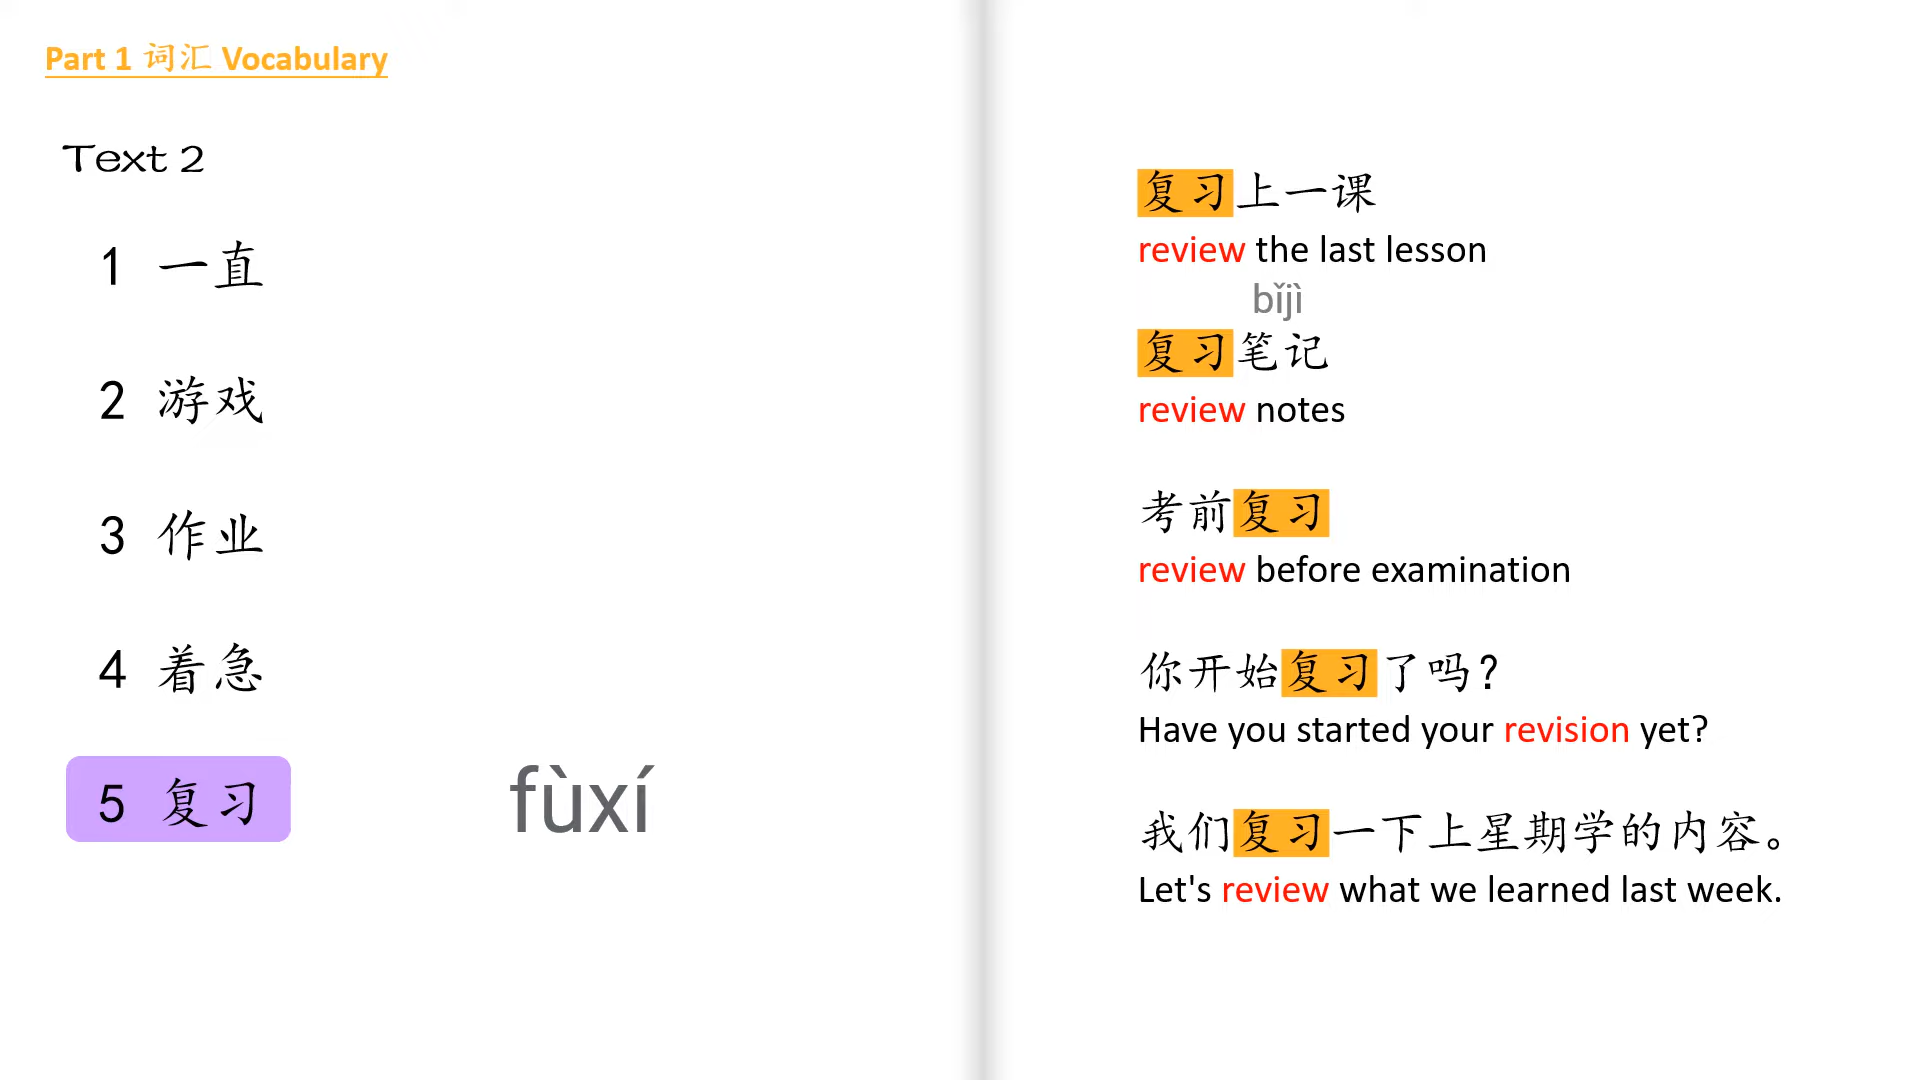 Part 1 词汇 Vocabulary
Text 2
1 一直
2 游戏
3 作业
4 着急
5 复习 fùxí
复习上一课
review the last lesson
bǐjì
复习笔记
review notes
考前复习
review before examination
你开始复习了吗？
Have you started your revision yet?
我们复习一下上星期学的内容。
Let's review what we learned last week.